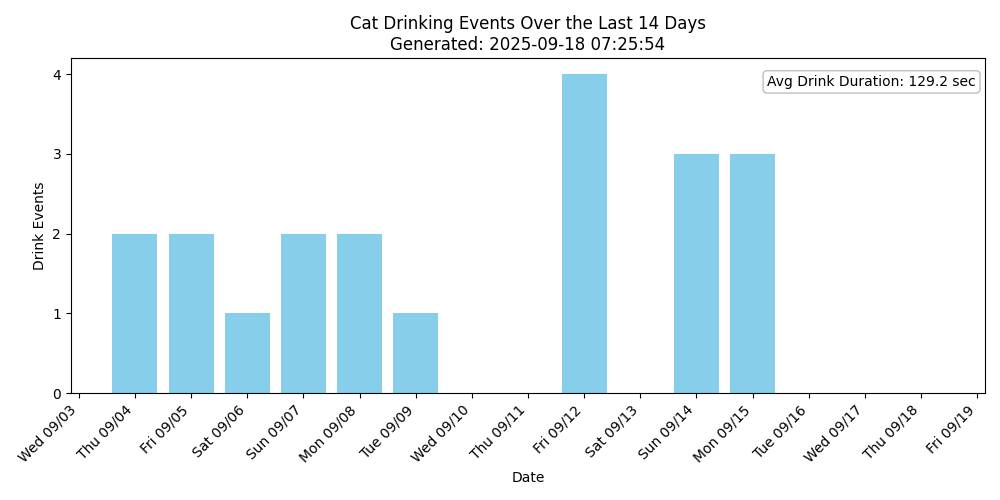 Cat Drinking Events Over the Last 14 Days
Generated: 2025-09-18 07:25:54
Avg Drink Duration: 129.2 sec
Drink Events
4
3
2
1
0
Wed 09/03
Thu 09/04
Fri 09/05
Sat 09/06
Sun 09/07
Mon 09/08
Tue 09/09
Wed 09/10
Thu 09/11
Fri 09/12
Sat 09/13
Sun 09/14
Mon 09/15
Tue 09/16
Wed 09/17
Thu 09/18
Fri 09/19
Date